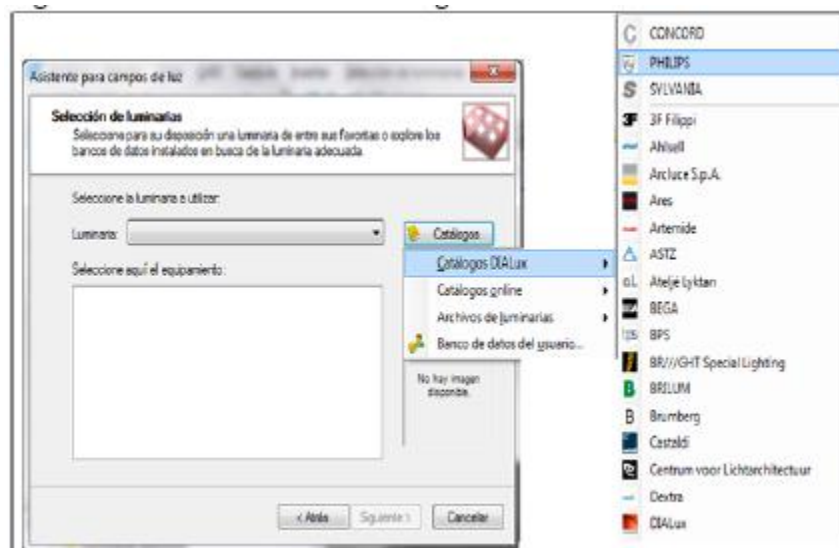 Asistente para campos de luz
Selección de luminarias
Seleccione para su disposición una luminaria de entre sus favoritas o explore los
bancos de datos instalados en busca de la luminaria adecuada.
Seleccione la luminaria a utilizar:
Luminaria:
Catálogos
Seleccione aquí el equipamiento:
Catálogos DIALux
Catálogos online
Archivos de luminarias
Banco de datos del usuario...
No hay imagen
disponible.
< Atrás
Siguiente >
Cancelar
CONCORD
PHILIPS
SYLVANIA
3F Filippi
Ahlsell
Arcluce S.p.A.
Ares
Artemide
ASTZ
Ateljé Lyktan
BEGA
BPS
BR///GHT Special Lighting
BRILUM
Brumberg
Castaldi
Centrum voor Lichtarchitectuur
Dextra
DIALux